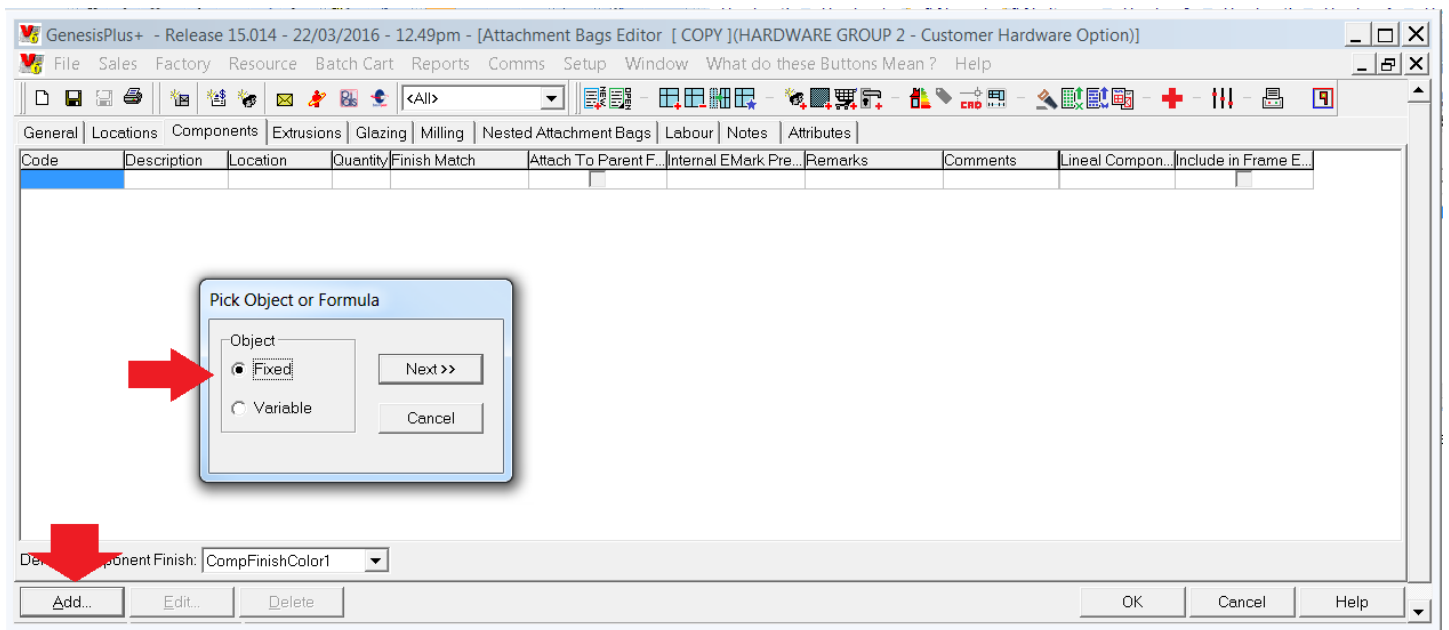 GenesisPlus+ - Release 15.014 - 22/03/2016 - 12.49pm - [Attachment Bags Editor [ COPY ](HARDWARE GROUP 2 - Customer Hardware Option)]
File Sales Factory Resource Batch Cart Reports Comms Setup Window What do these Buttons Mean ? Help
<All>
General Locations Components Extrusions Glazing Milling Nested Attachment Bags Labour Notes Attributes
Code Description Location Quantity Finish Match Attach To Parent F... Internal EMark Pre... Remarks Comments Lineal Compon... Include in Frame E...
Pick Object or Formula
Object
Fixed Next >>
Variable Cancel
Finish: CompFinishColor1
Add... Edit... Delete OK Cancel Help